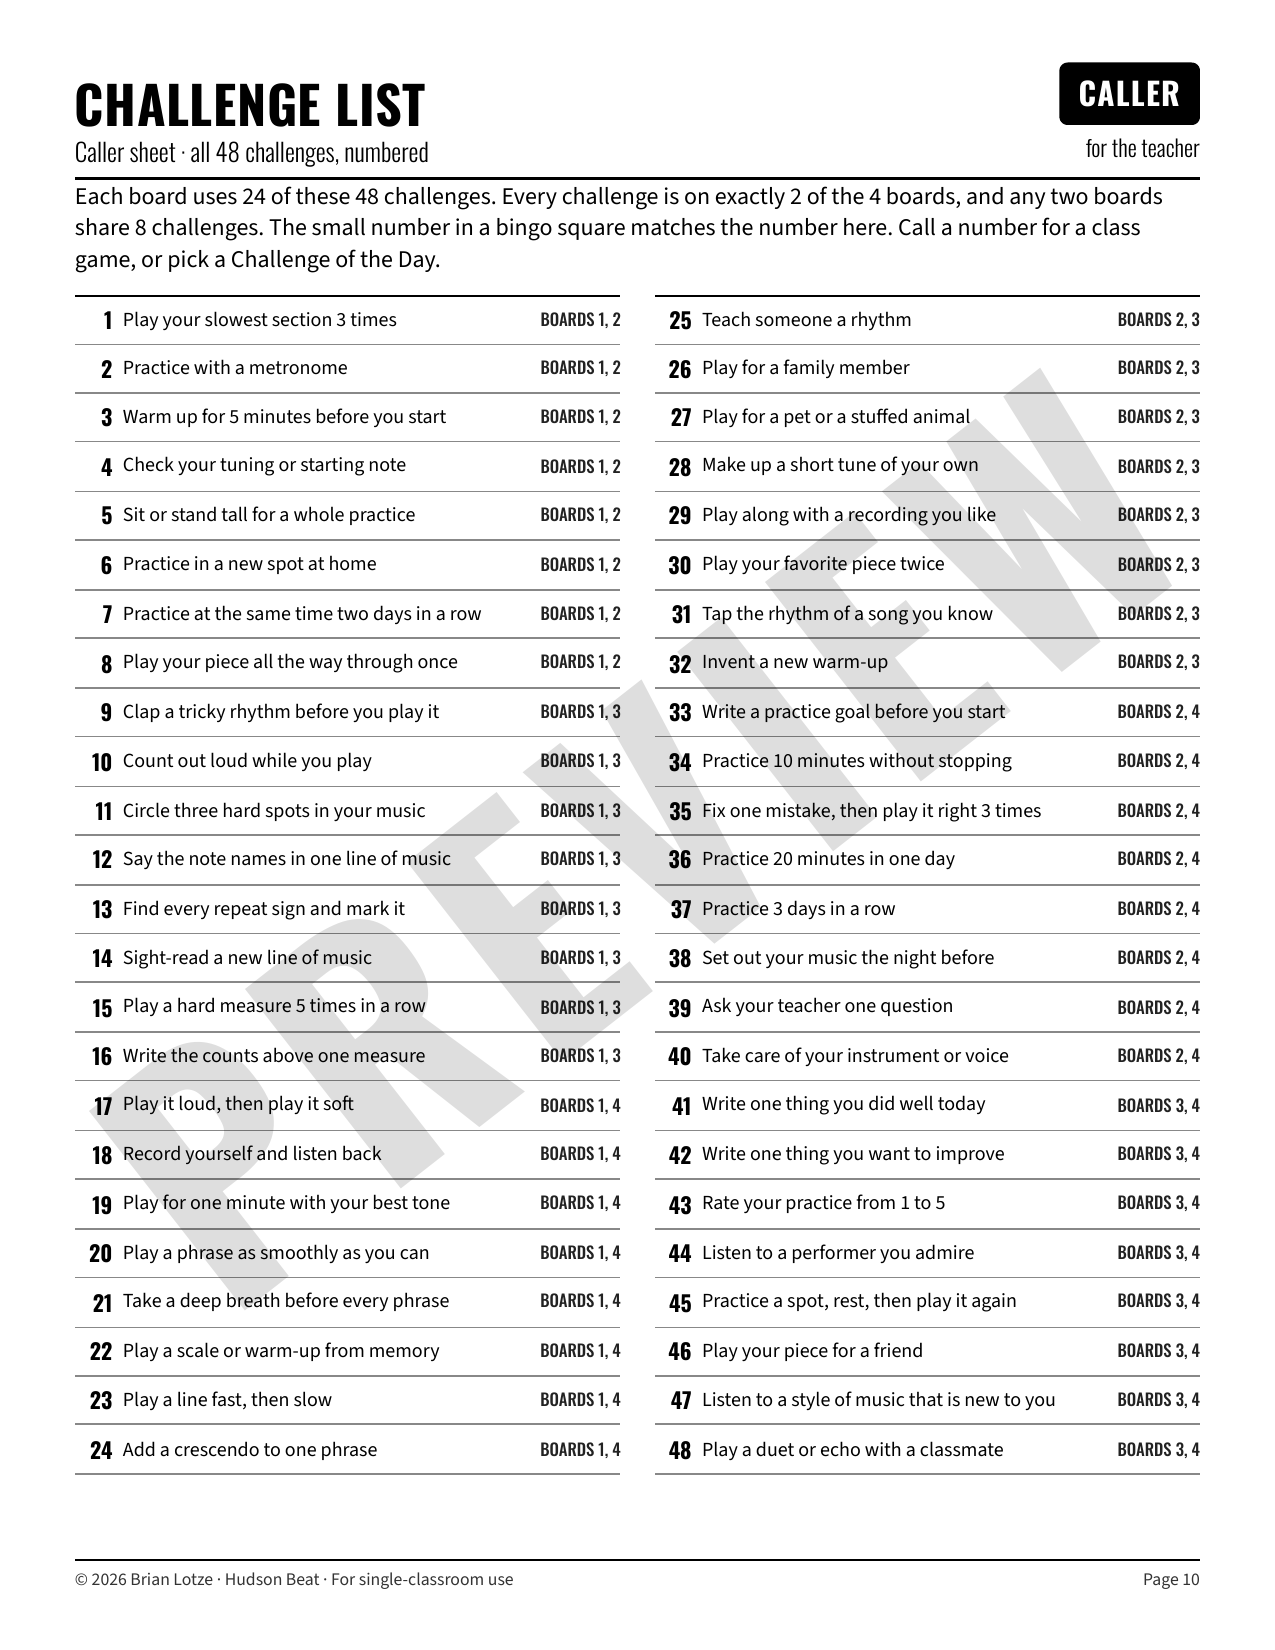 CHALLENGE LIST
Caller sheet · all 48 challenges, numbered
CALLER
for the teacher
Each board uses 24 of these 48 challenges. Every challenge is on exactly 2 of the 4 boards, and any two boards
share 8 challenges. The small number in a bingo square matches the number here. Call a number for a class
game, or pick a Challenge of the Day.
1 Play your slowest section 3 times BOARDS 1, 2
2 Practice with a metronome BOARDS 1, 2
3 Warm up for 5 minutes before you start BOARDS 1, 2
4 Check your tuning or starting note BOARDS 1, 2
5 Sit or stand tall for a whole practice BOARDS 1, 2
6 Practice in a new spot at home BOARDS 1, 2
7 Practice at the same time two days in a row BOARDS 1, 2
8 Play your piece all the way through once BOARDS 1, 2
9 Clap a tricky rhythm before you play it BOARDS 1, 3
10 Count out loud while you play BOARDS 1, 3
11 Circle three hard spots in your music BOARDS 1, 3
12 Say the note names in one line of music BOARDS 1, 3
13 Find every repeat sign and mark it BOARDS 1, 3
14 Sight-read a new line of music BOARDS 1, 3
15 Play a hard measure 5 times in a row BOARDS 1, 3
16 Write the counts above one measure BOARDS 1, 3
17 Play it loud, then play it soft BOARDS 1, 4
18 Record yourself and listen back BOARDS 1, 4
19 Play for one minute with your best tone BOARDS 1, 4
20 Play a phrase as smoothly as you can BOARDS 1, 4
21 Take a deep breath before every phrase BOARDS 1, 4
22 Play a scale or warm-up from memory BOARDS 1, 4
23 Play a line fast, then slow BOARDS 1, 4
24 Add a crescendo to one phrase BOARDS 1, 4
25 Teach someone a rhythm BOARDS 2, 3
26 Play for a family member BOARDS 2, 3
27 Play for a pet or a stuffed animal BOARDS 2, 3
28 Make up a short tune of your own BOARDS 2, 3
29 Play along with a recording you like BOARDS 2, 3
30 Play your favorite piece twice BOARDS 2, 3
31 Tap the rhythm of a song you know BOARDS 2, 3
32 Invent a new warm-up BOARDS 2, 3
33 Write a practice goal before you start BOARDS 2, 4
34 Practice 10 minutes without stopping BOARDS 2, 4
35 Fix one mistake, then play it right 3 times BOARDS 2, 4
36 Practice 20 minutes in one day BOARDS 2, 4
37 Practice 3 days in a row BOARDS 2, 4
38 Set out your music the night before BOARDS 2, 4
39 Ask your teacher one question BOARDS 2, 4
40 Take care of your instrument or voice BOARDS 2, 4
41 Write one thing you did well today BOARDS 3, 4
42 Write one thing you want to improve BOARDS 3, 4
43 Rate your practice from 1 to 5 BOARDS 3, 4
44 Listen to a performer you admire BOARDS 3, 4
45 Practice a spot, rest, then play it again BOARDS 3, 4
46 Play your piece for a friend BOARDS 3, 4
47 Listen to a style of music that is new to you BOARDS 3, 4
48 Play a duet or echo with a classmate BOARDS 3, 4
PREVIEW
© 2026 Brian Lotze · Hudson Beat · For single-classroom use
Page 10